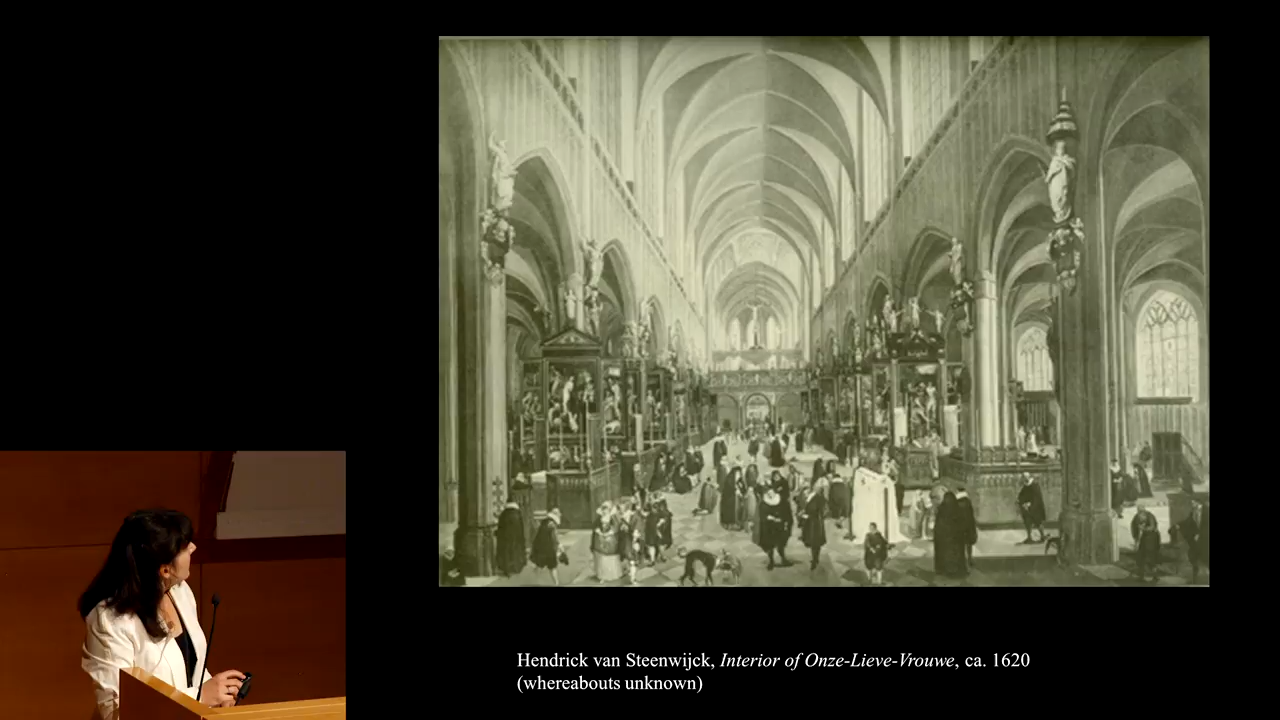 Hendrick van Steenwijck, Interior of Onze-Lieve-Vrouwe, ca. 1620
(whereabouts unknown)